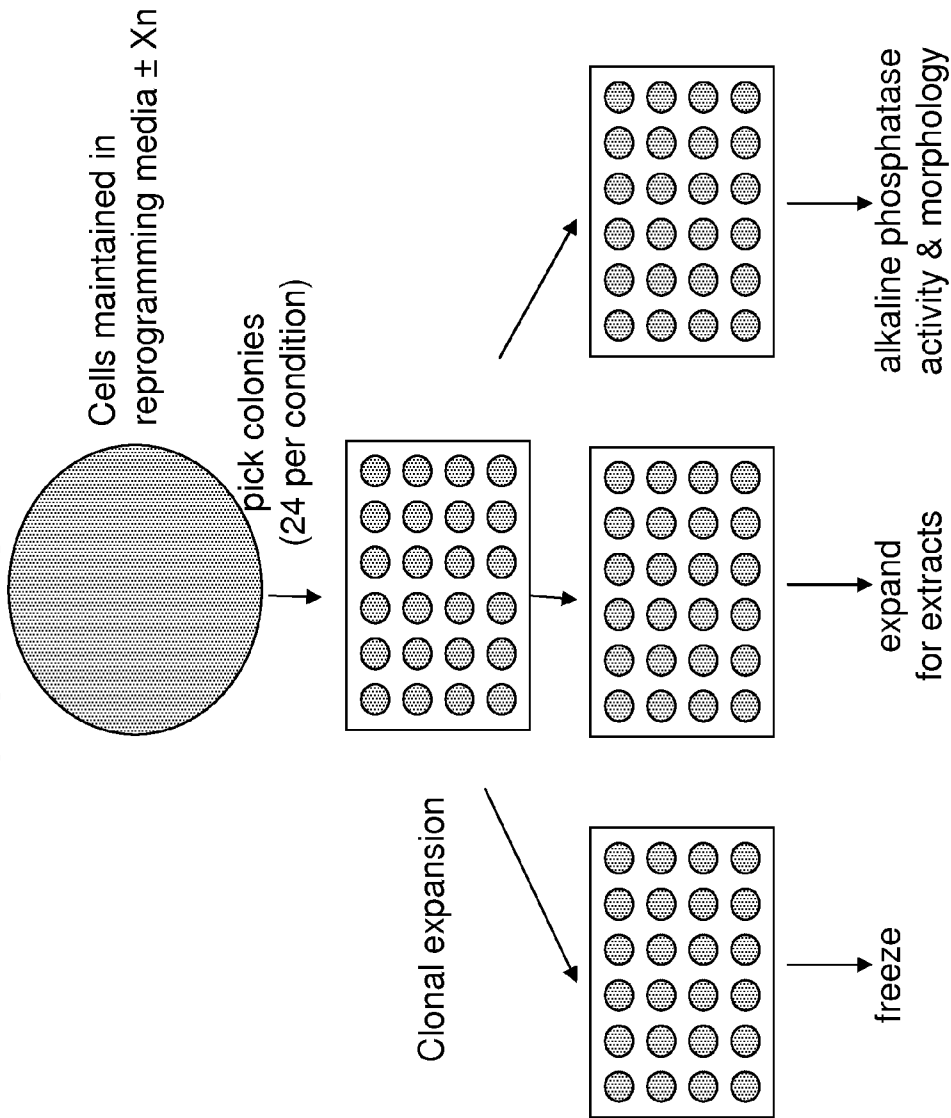 Cells maintained in
reprogramming media ± Xn
pick colonies
(24 per condition)
Clonal expansion
freeze
expand
for extracts
alkaline phosphatase
activity & morphology